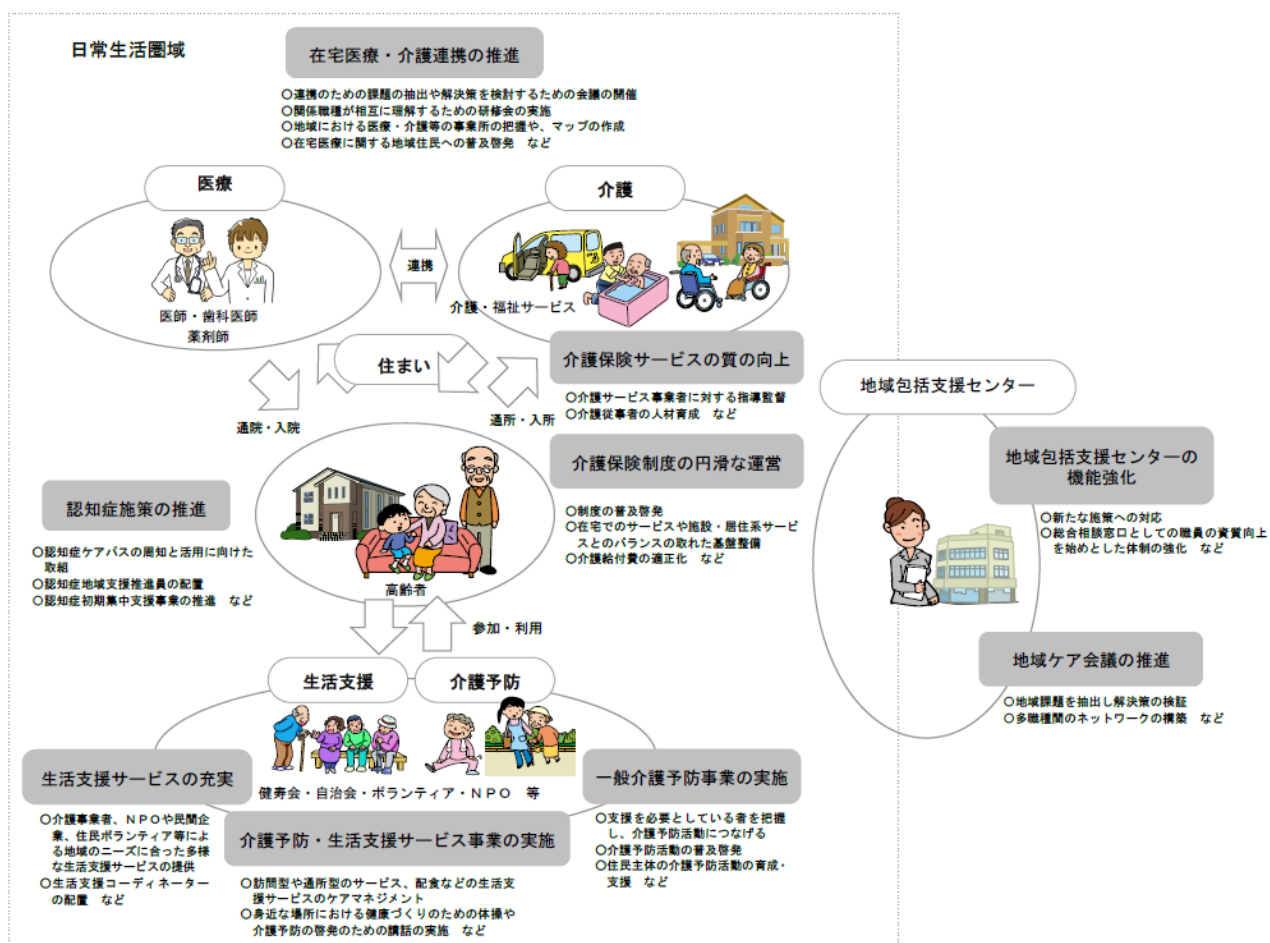 日常生活圏域
在宅医療・介護連携の推進
○連携のための課題の抽出や解決策を検討するための会議の開催
○関係職種が相互に理解するための研修会の実施
○地域における医療・介護等の事業所の把握や、マップの作成
○在宅医療に関する地域住民への普及啓発　など
医療
介護
連携
医師・歯科医師
薬剤師
介護・福祉サービス
住まい
通院・入院
通所・入所
介護保険サービスの質の向上
○介護サービス事業者に対する指導監督
○介護従事者の人材育成　など
介護保険制度の円滑な運営
○制度の普及啓発
○在宅でのサービスや施設・居住系サービ
スとのバランスの取れた基盤整備
○介護給付費の適正化　など
認知症施策の推進
○認知症ケアパスの周知と活用に向けた
取組
○認知症地域支援推進員の配置
○認知症初期集中支援事業の推進　など
高齢者
参加・利用
生活支援
介護予防
健寿会・自治会・ボランティア・ＮＰＯ　等
生活支援サービスの充実
○介護事業者、ＮＰＯや民間企
業、住民ボランティア等によ
る地域のニーズに合った多様
な生活支援サービスの提供
○生活支援コーディネーター
の配置　など
介護予防・生活支援サービス事業の実施
○訪問型や通所型のサービス、配食などの生活支
援サービスのケアマネジメント
○身近な場所における健康づくりのための体操や
介護予防の啓発のための講話の実施　など
一般介護予防事業の実施
○支援を必要としている者を把握
し、介護予防活動につなげる
○介護予防活動の普及啓発
○住民主体の介護予防活動の育成・
支援　など
地域包括支援センター
地域包括支援センターの
機能強化
○新たな施策への対応
○総合相談窓口としての職員の資質向上
を始めとした体制の強化　など
地域ケア会議の推進
○地域課題を抽出し解決策の検証
○多職種間のネットワークの構築　など